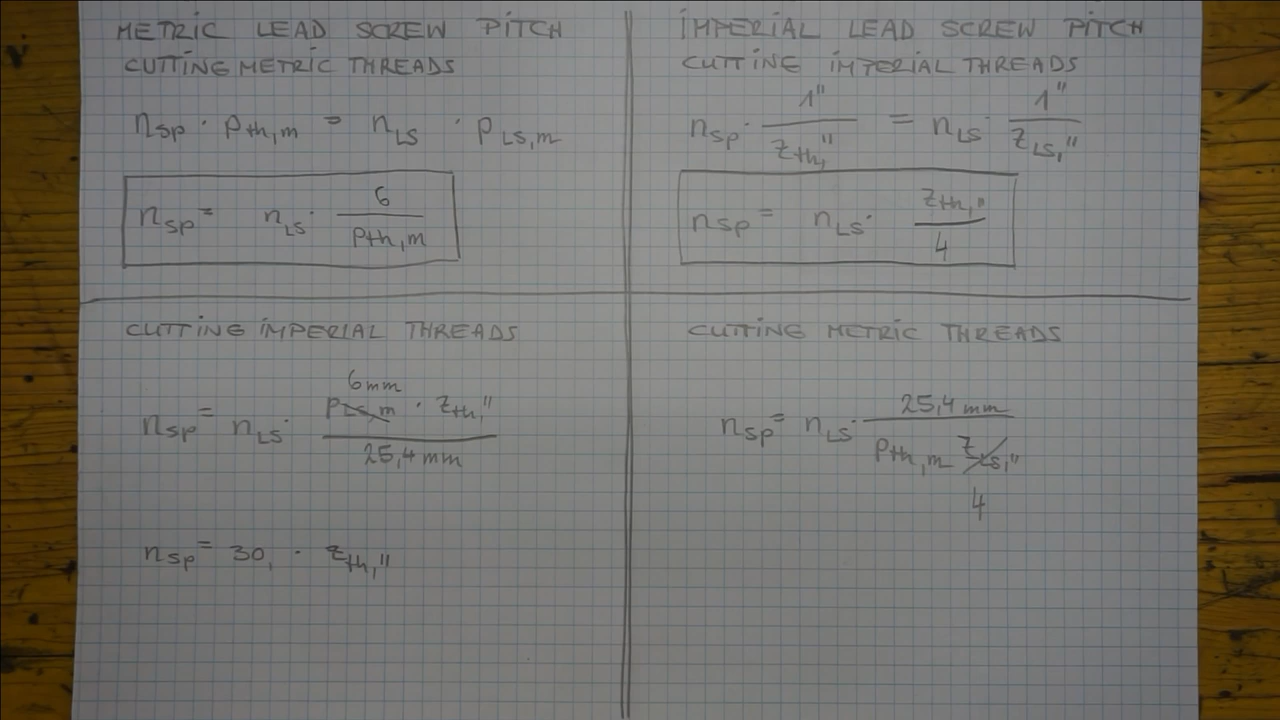 METRIC LEAD SCREW PITCH
CUTTING METRIC THREADS
n_sp · P_th,m = n_LS · P_LS,m
n_sp = n_LS · 6 / P_th,m
CUTTING IMPERIAL THREADS
6mm
n_sp = n_LS · P_LS,m · z_th," / 25,4 mm
n_sp = 30, · z_th,"
IMPERIAL LEAD SCREW PITCH
CUTTING IMPERIAL THREADS
n_sp · 1" / z_th," = n_LS · 1" / z_LS,"
n_sp = n_LS · z_th," / 4
CUTTING METRIC THREADS
n_sp = n_LS · 25,4 mm / P_th,m z_LS,"
4